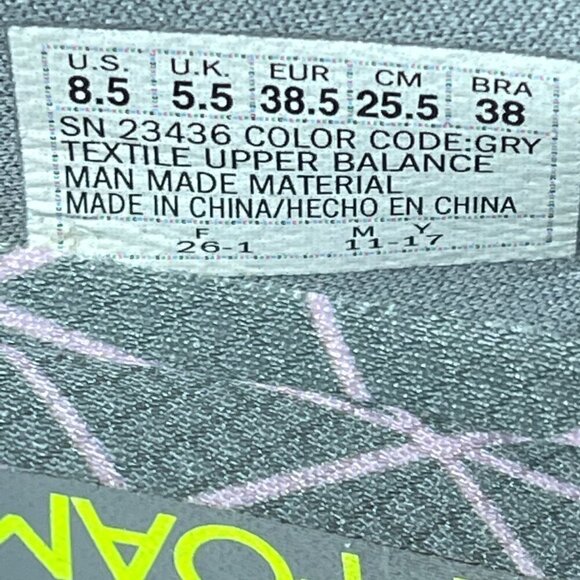 U.S. U.K. EUR CM BRA
8.5 5.5 38.5 25.5 38
SN 23436 COLOR CODE:GRY
TEXTILE UPPER BALANCE
MAN MADE MATERIAL
MADE IN CHINA/HECHO EN CHINA
F M Y
26-1 11-17
FOAM